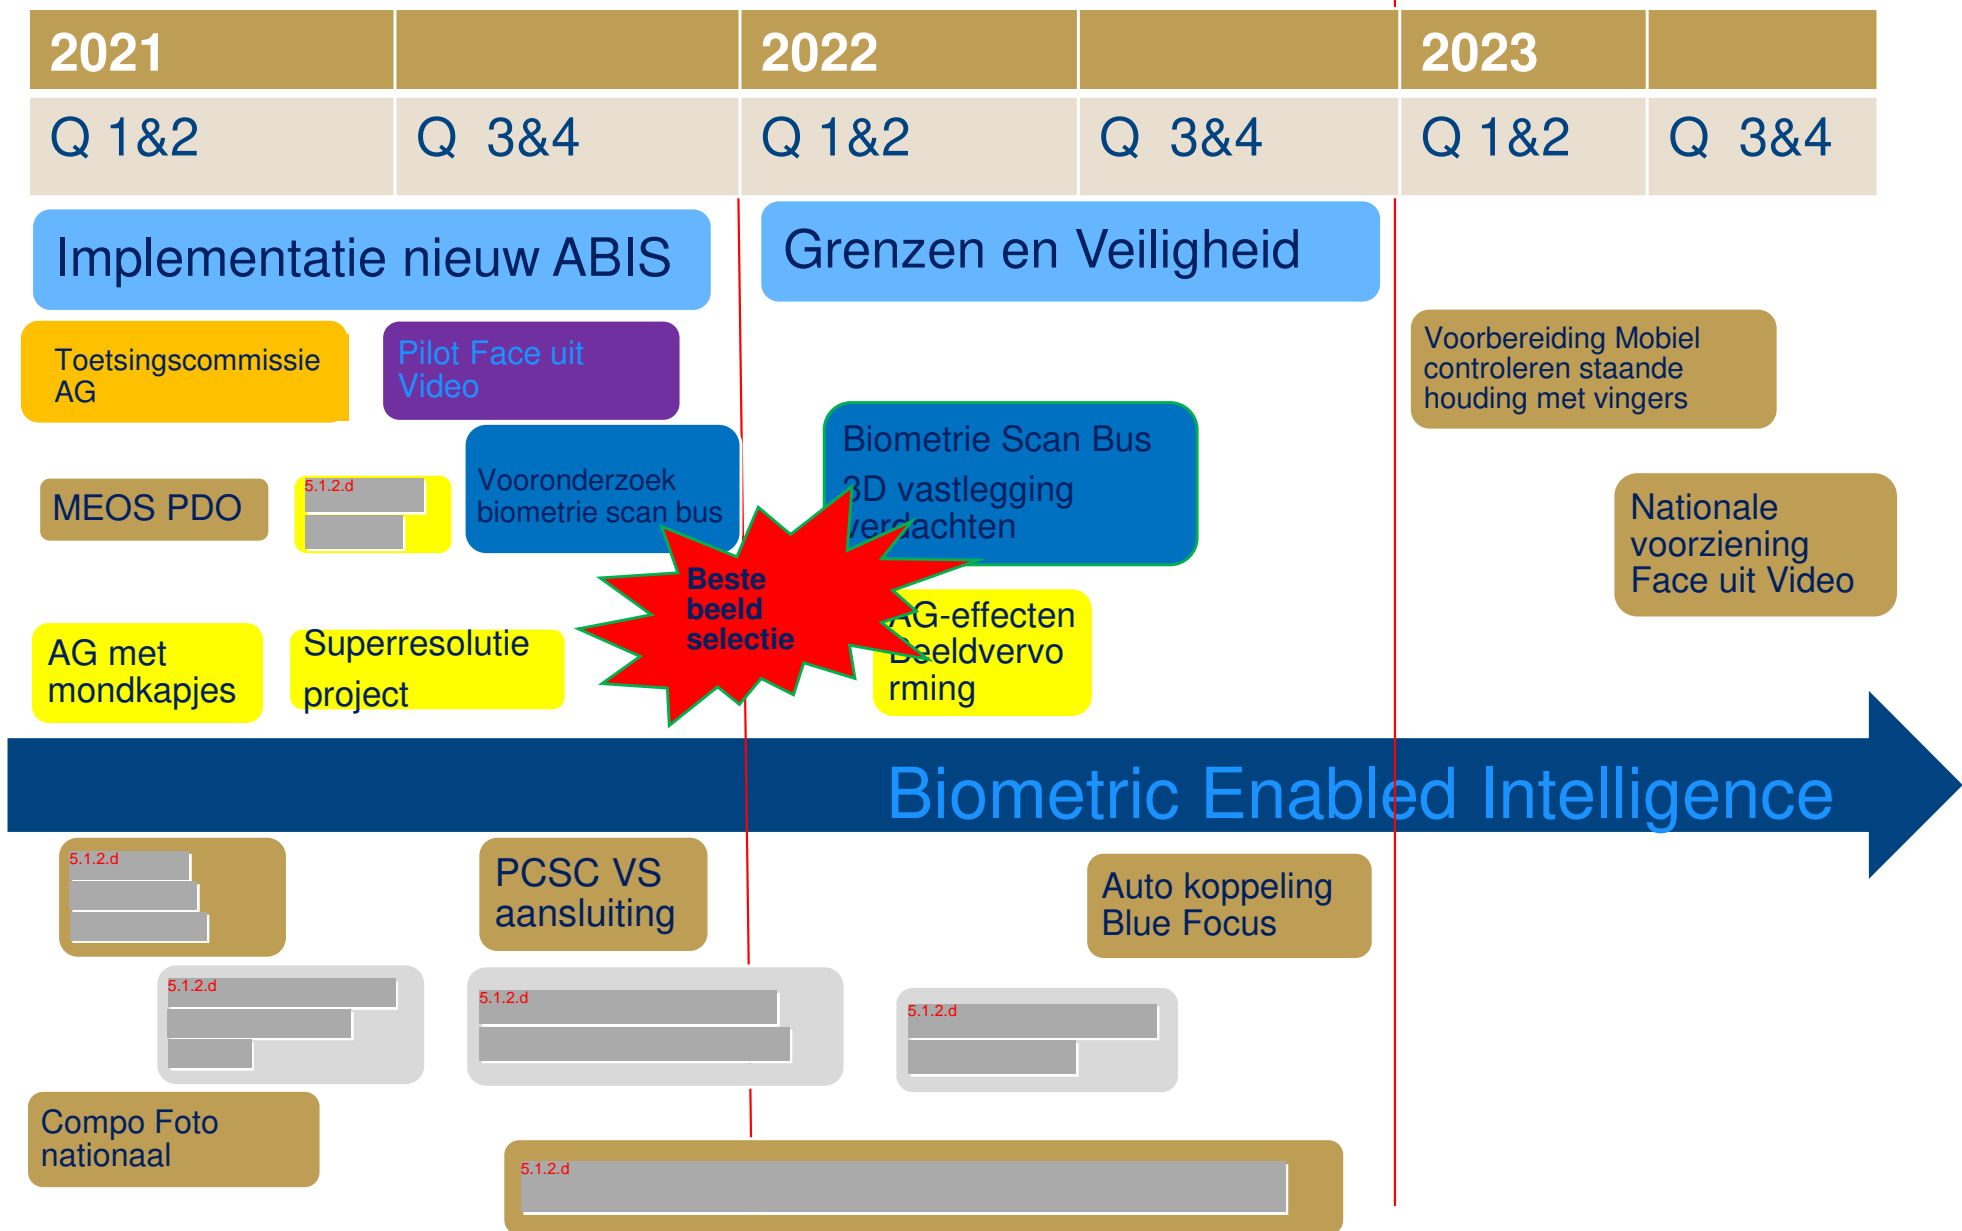 2021 2022 2023
Q 1&2 Q 3&4 Q 1&2 Q 3&4 Q 1&2 Q 3&4
Implementatie nieuw ABIS
Grenzen en Veiligheid
Toetsingscommissie
AG
Pilot Face uit
Video
Voorbereiding Mobiel
controleren staande
houding met vingers
MEOS PDO
5.1.2.d
Vooronderzoek
biometrie scan bus
Biometrie Scan Bus
3D vastlegging
verdachten
Nationale
voorziening
Face uit Video
Beste
beeld
selectie
AG met
mondkapjes
Superresolutie
project
AG-effecten
Beeldvervo
rming
Biometric Enabled Intelligence
5.1.2.d
PCSC VS
aansluiting
Auto koppeling
Blue Focus
5.1.2.d
5.1.2.d
5.1.2.d
Compo Foto
nationaal
5.1.2.d